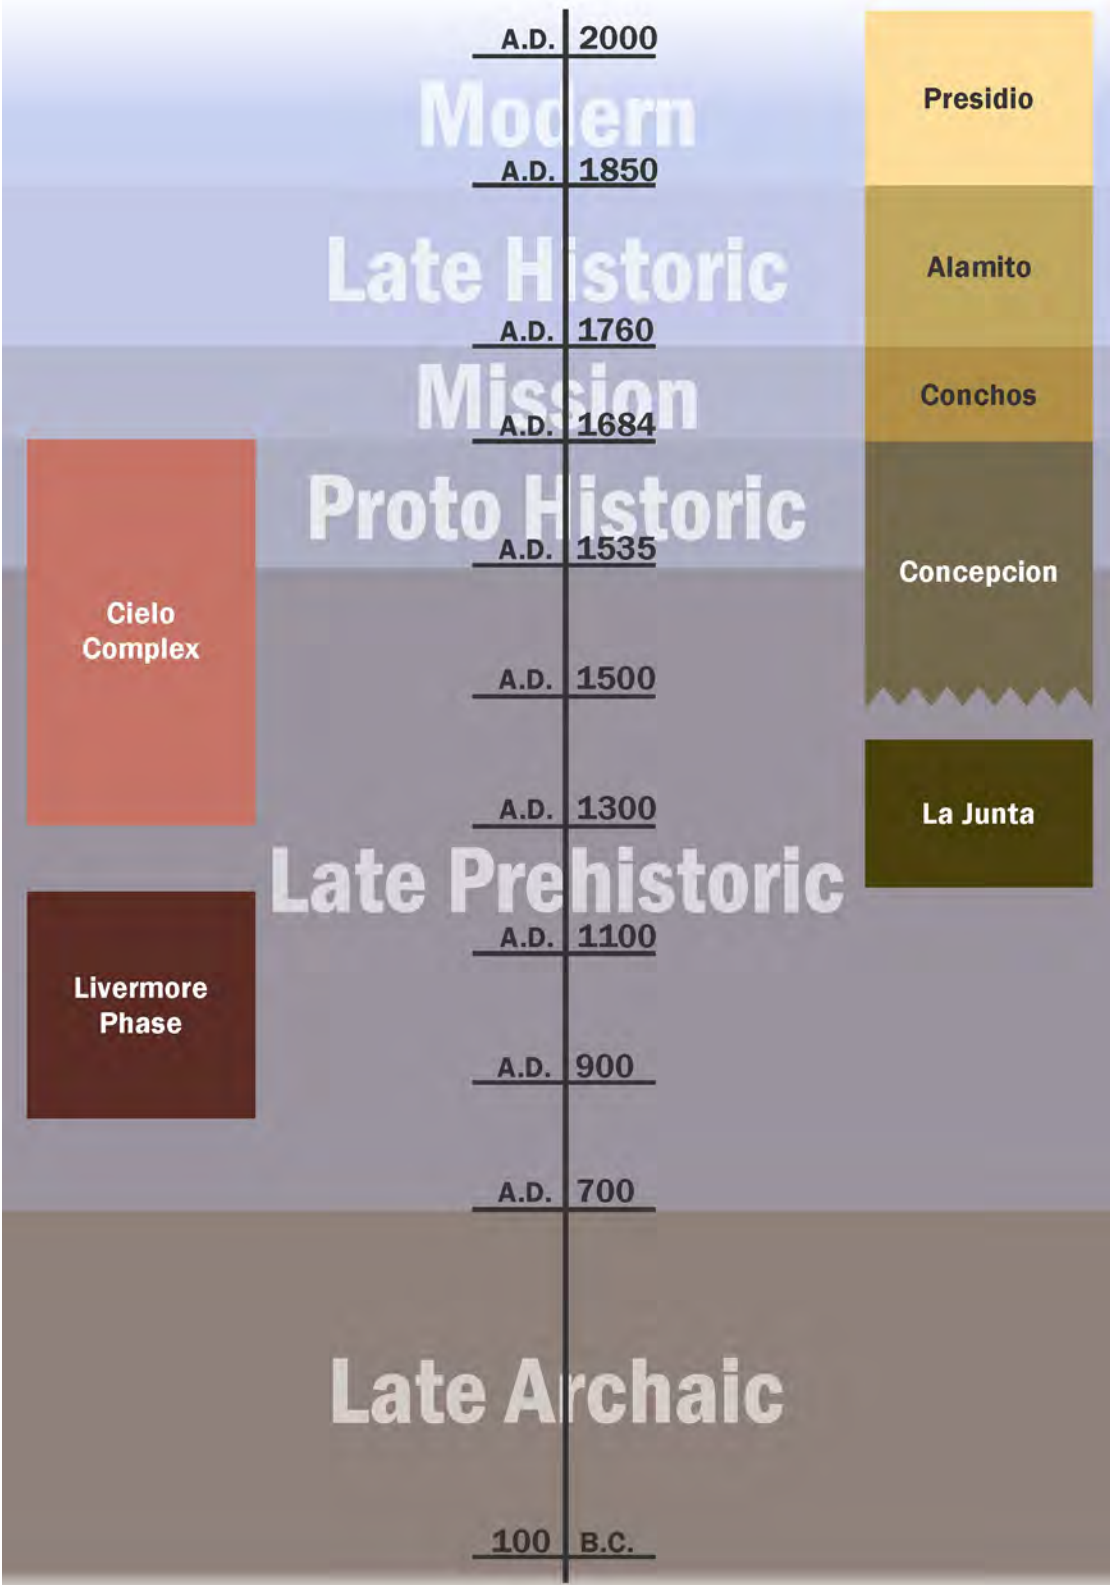 A.D. 2000
Modern
Presidio
A.D. 1850
Late Historic
Alamito
A.D. 1760
Mission
Conchos
A.D. 1684
Proto Historic
A.D. 1535
Concepcion
Cielo
Complex
A.D. 1500
A.D. 1300
La Junta
Late Prehistoric
A.D. 1100
Livermore
Phase
A.D. 900
A.D. 700
Late Archaic
100 B.C.